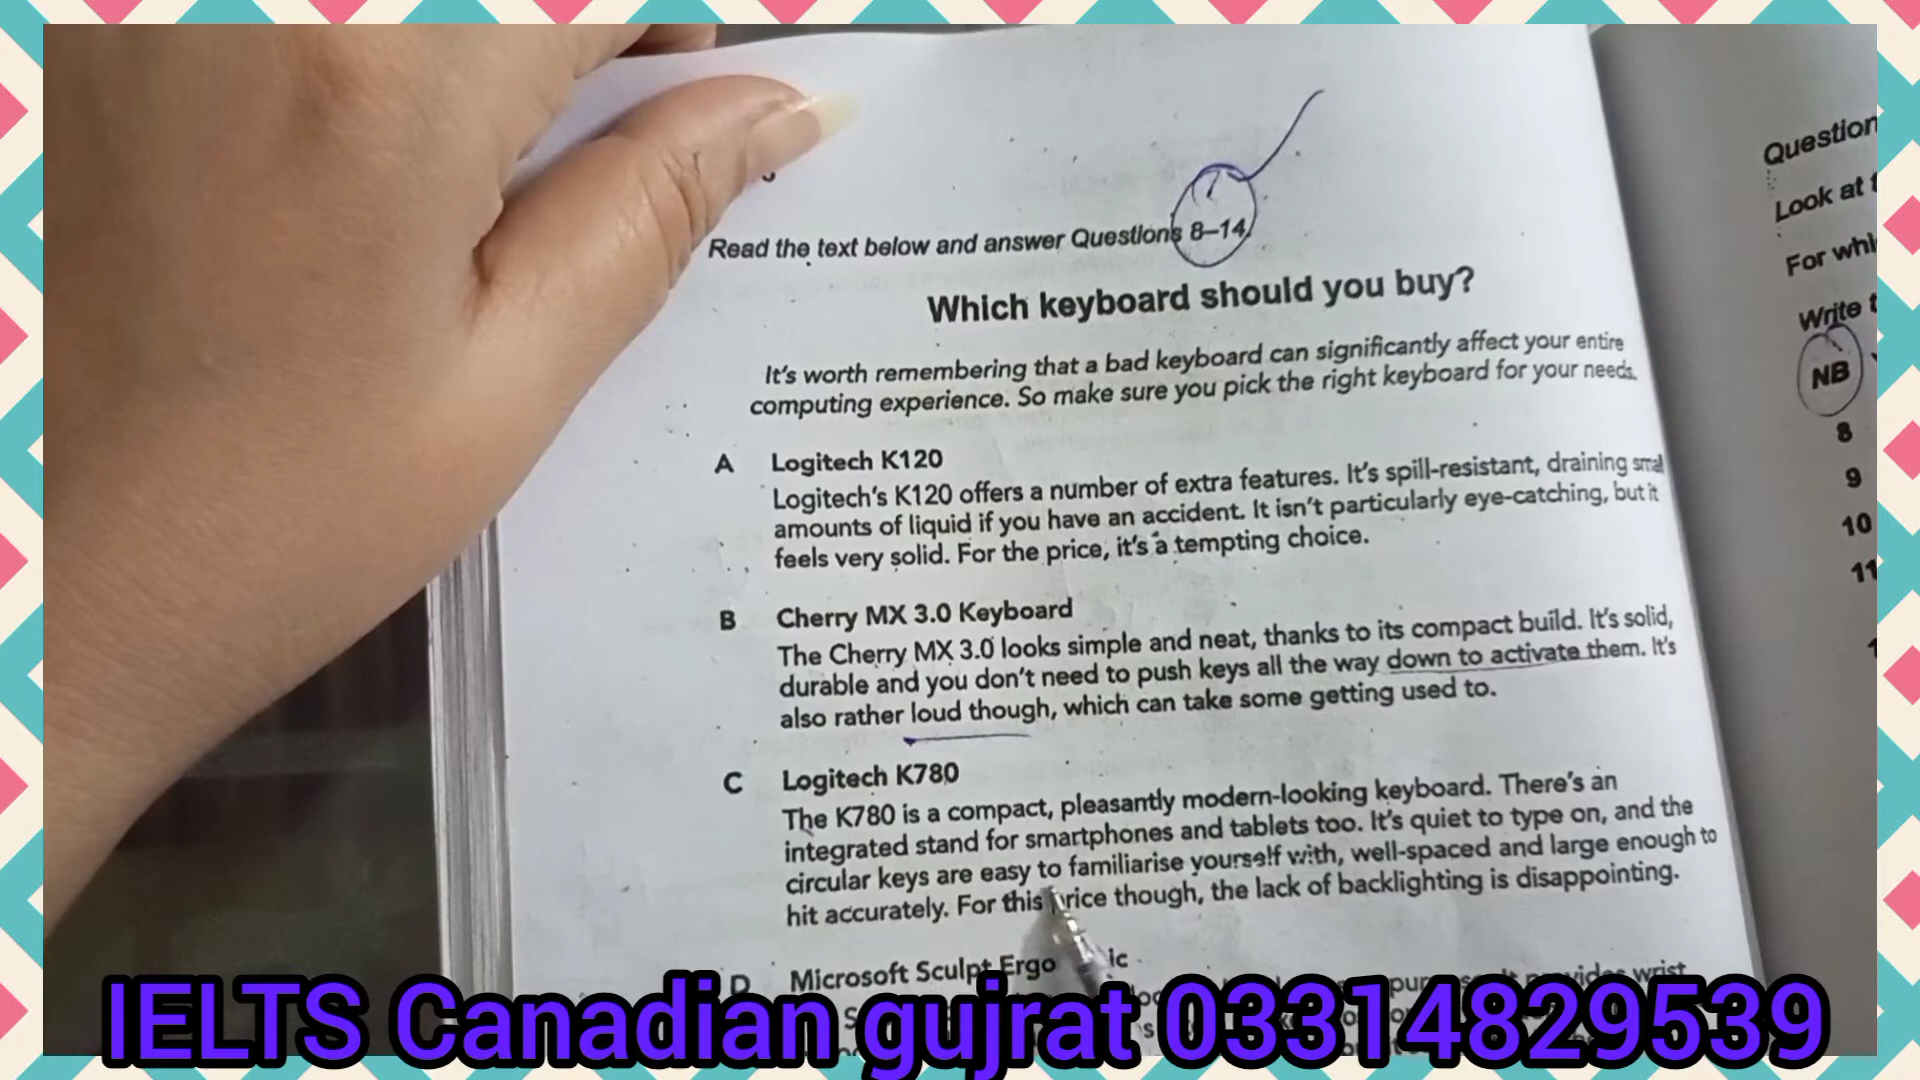 Read the text below and answer Questions 8–14.
Which keyboard should you buy?
It's worth remembering that a bad keyboard can significantly affect your entire
computing experience. So make sure you pick the right keyboard for your needs.
A Logitech K120
Logitech's K120 offers a number of extra features. It's spill-resistant, draining small
amounts of liquid if you have an accident. It isn't particularly eye-catching, but it
feels very solid. For the price, it's a tempting choice.
B Cherry MX 3.0 Keyboard
The Cherry MX 3.0 looks simple and neat, thanks to its compact build. It's solid,
durable and you don't need to push keys all the way down to activate them. It's
also rather loud though, which can take some getting used to.
C Logitech K780
The K780 is a compact, pleasantly modern-looking keyboard. There's an
integrated stand for smartphones and tablets too. It's quiet to type on, and the
circular keys are easy to familiarise yourself with, well-spaced and large enough to
hit accurately. For this price though, the lack of backlighting is disappointing.
D Microsoft Sculpt
wrist
Question
Look at
For
Write
NB
8
9
10
11
IELTS Canadian gujrat 03314829539